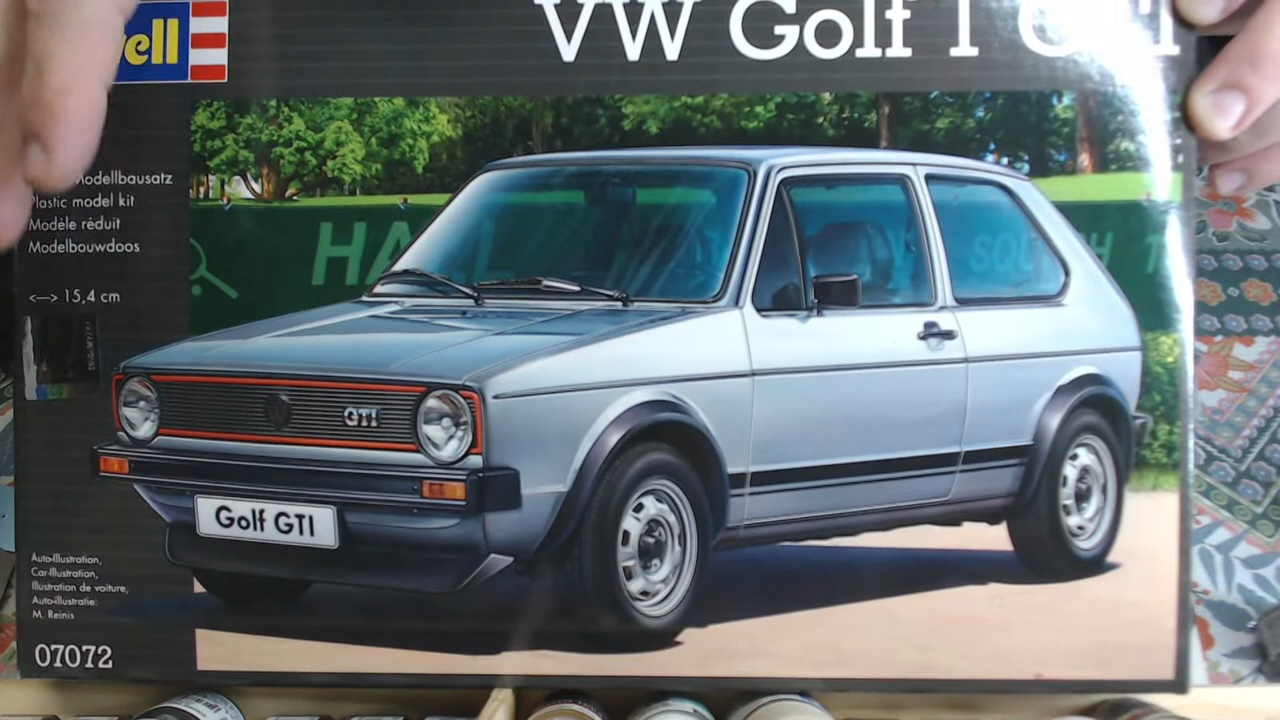 VW Golf 1 GTI
Modellbausatz
Plastic model kit
Modèle réduit
Modelbouwdoos
<—> 15,4 cm
GTI
Golf GTI
Auto-Illustration,
Car-Illustration,
Illustration de voiture,
Auto-illustratie:
M. Reinis
07072